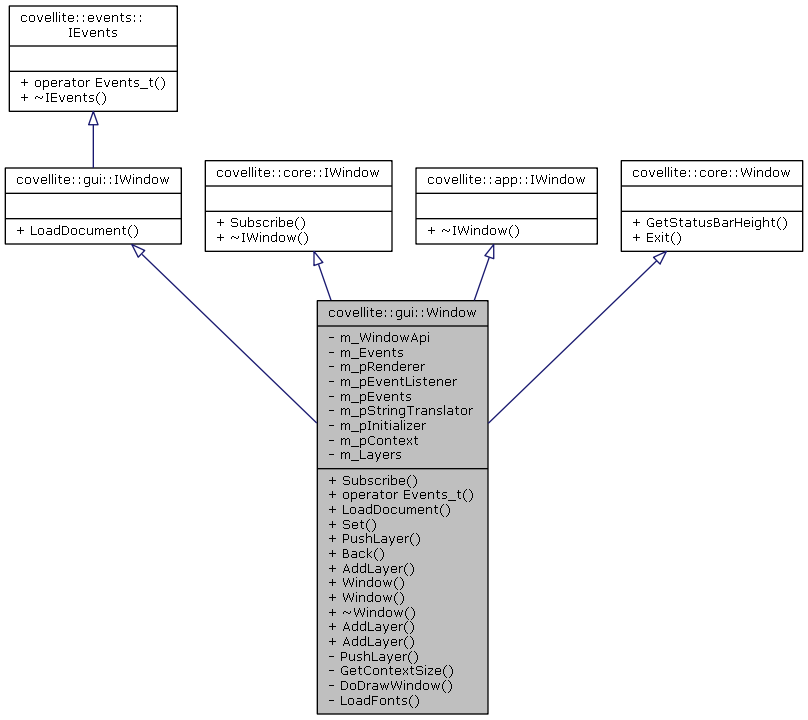 covellite::events::
IEvents
+ operator Events_t()
+ ~IEvents()
covellite::gui::IWindow
+ LoadDocument()
covellite::core::IWindow
+ Subscribe()
+ ~IWindow()
covellite::app::IWindow
+ ~IWindow()
covellite::core::Window
+ GetStatusBarHeight()
+ Exit()
covellite::gui::Window
- m_WindowApi
- m_Events
- m_pRenderer
- m_pEventListener
- m_pEvents
- m_pStringTranslator
- m_pInitializer
- m_pContext
- m_Layers
+ Subscribe()
+ operator Events_t()
+ LoadDocument()
+ Set()
+ PushLayer()
+ Back()
+ AddLayer()
+ Window()
+ Window()
+ ~Window()
+ AddLayer()
+ AddLayer()
- PushLayer()
- GetContextSize()
- DoDrawWindow()
- LoadFonts()